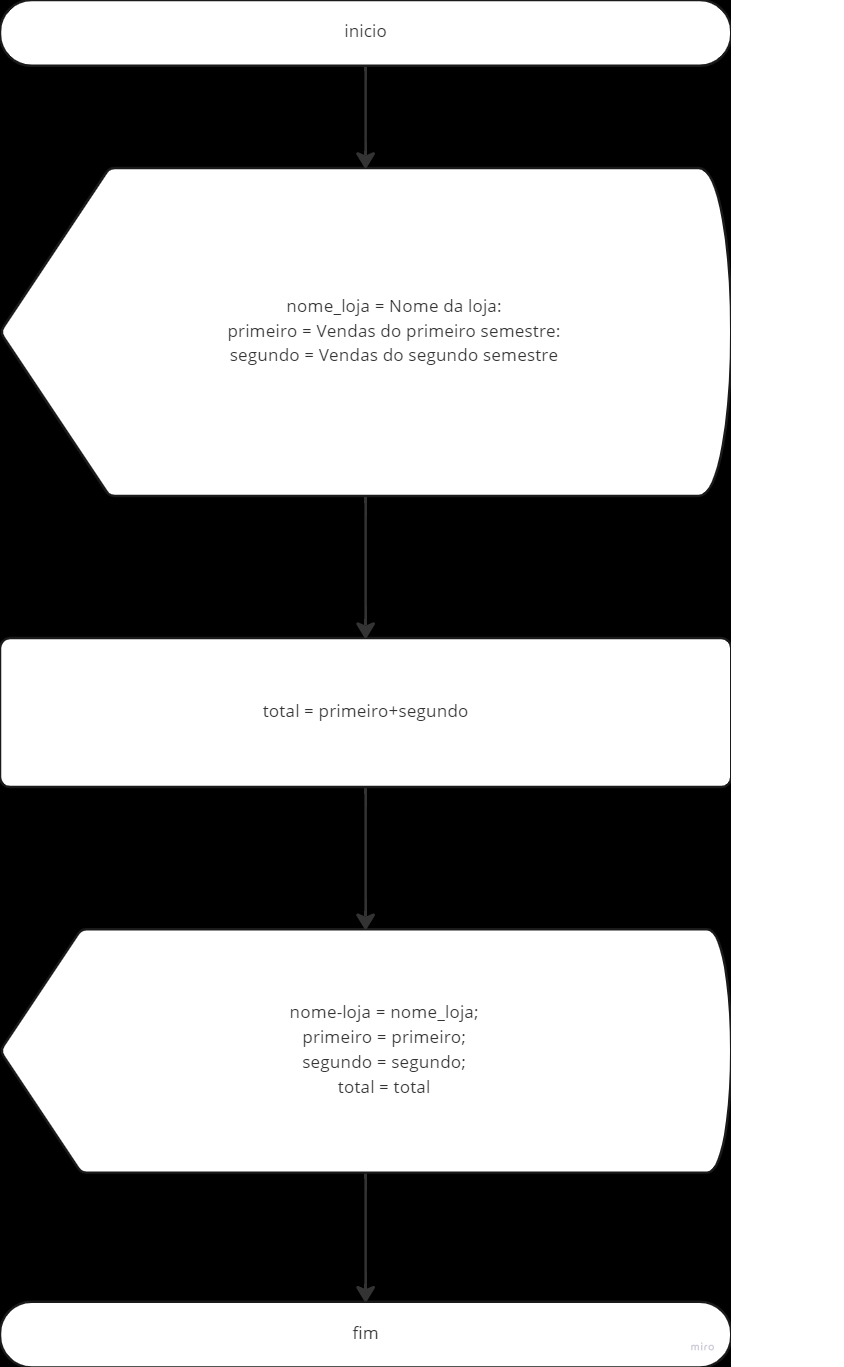 inicio
nome_loja = Nome da loja:
primeiro = Vendas do primeiro semestre:
segundo = Vendas do segundo semestre
total = primeiro+segundo
nome-loja = nome_loja;
primeiro = primeiro;
segundo = segundo;
total = total
fim
miro